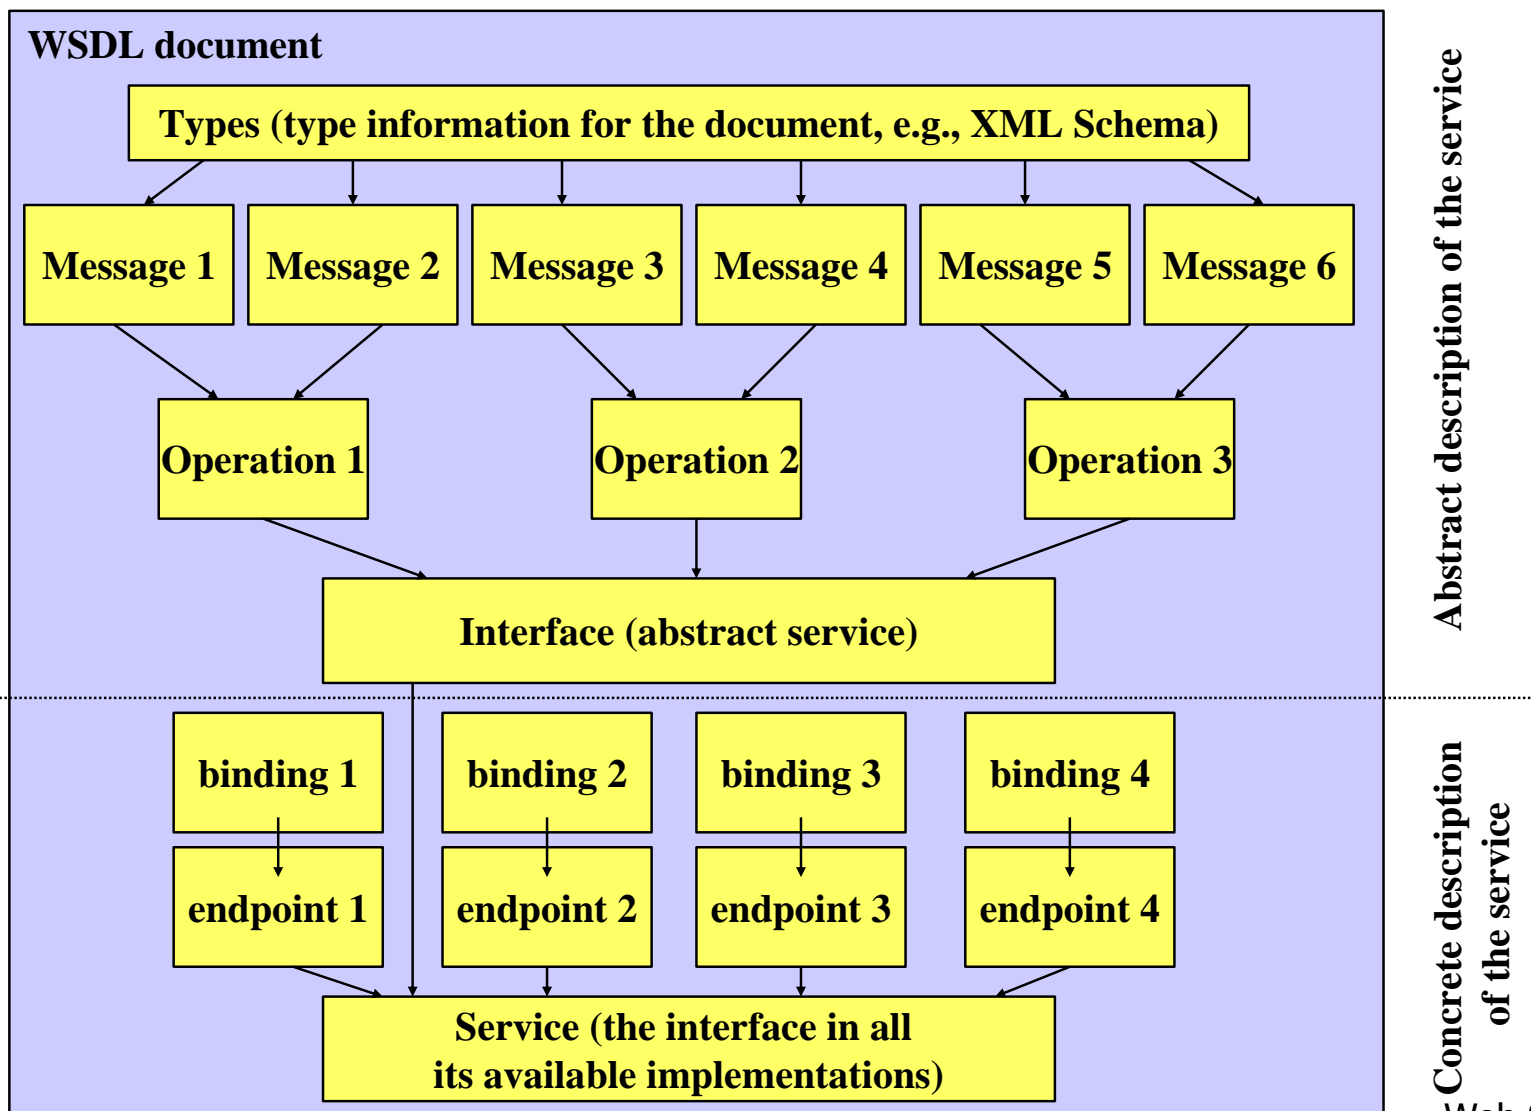 WSDL document
Types (type information for the document, e.g., XML Schema)
Message 1
Message 2
Message 3
Message 4
Message 5
Message 6
Operation 1
Operation 2
Operation 3
Interface (abstract service)
Abstract description of the service
binding 1
binding 2
binding 3
binding 4
endpoint 1
endpoint 2
endpoint 3
endpoint 4
Service (the interface in all
its available implementations)
Concrete description
of the service